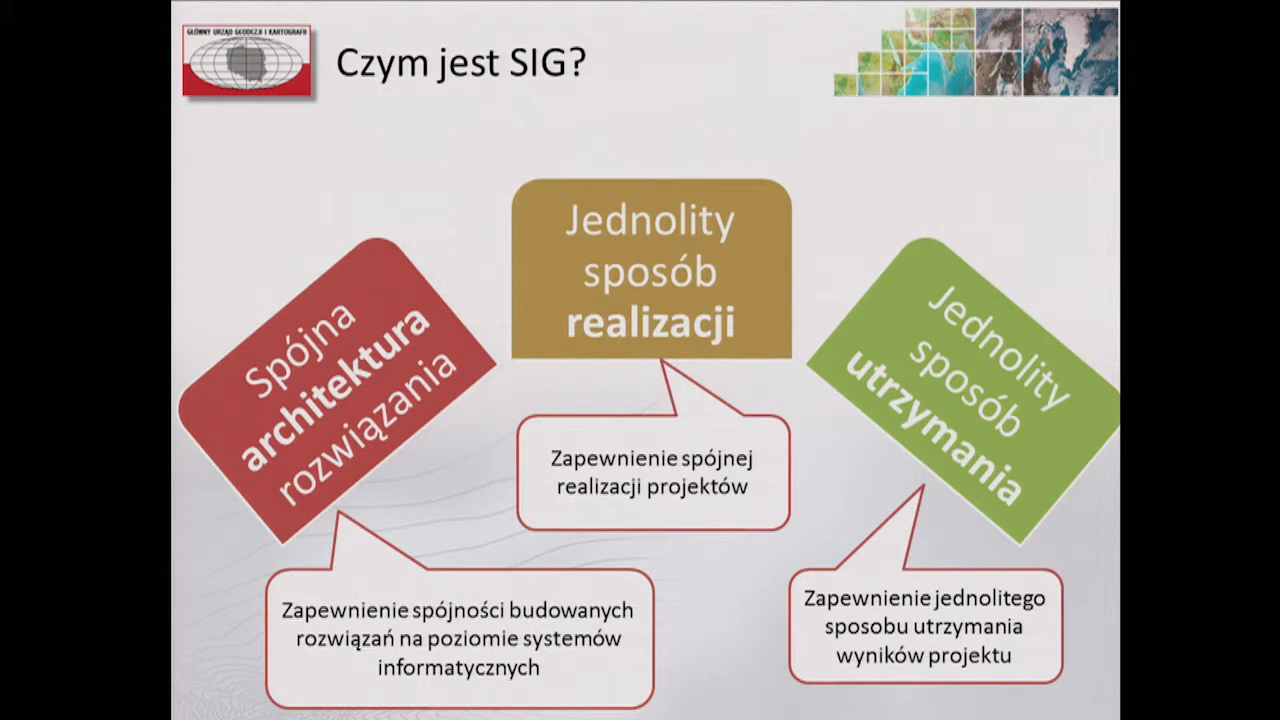 GŁÓWNY URZĄD GEODEZJI I KARTOGRAFII
Czym jest SIG?
Spójna
architektura
rozwiązania
Jednolity
sposób
realizacji
Jednolity
sposób
utrzymania
Zapewnienie spójnej
realizacji projektów
Zapewnienie spójności budowanych
rozwiązań na poziomie systemów
informatycznych
Zapewnienie jednolitego
sposobu utrzymania
wyników projektu